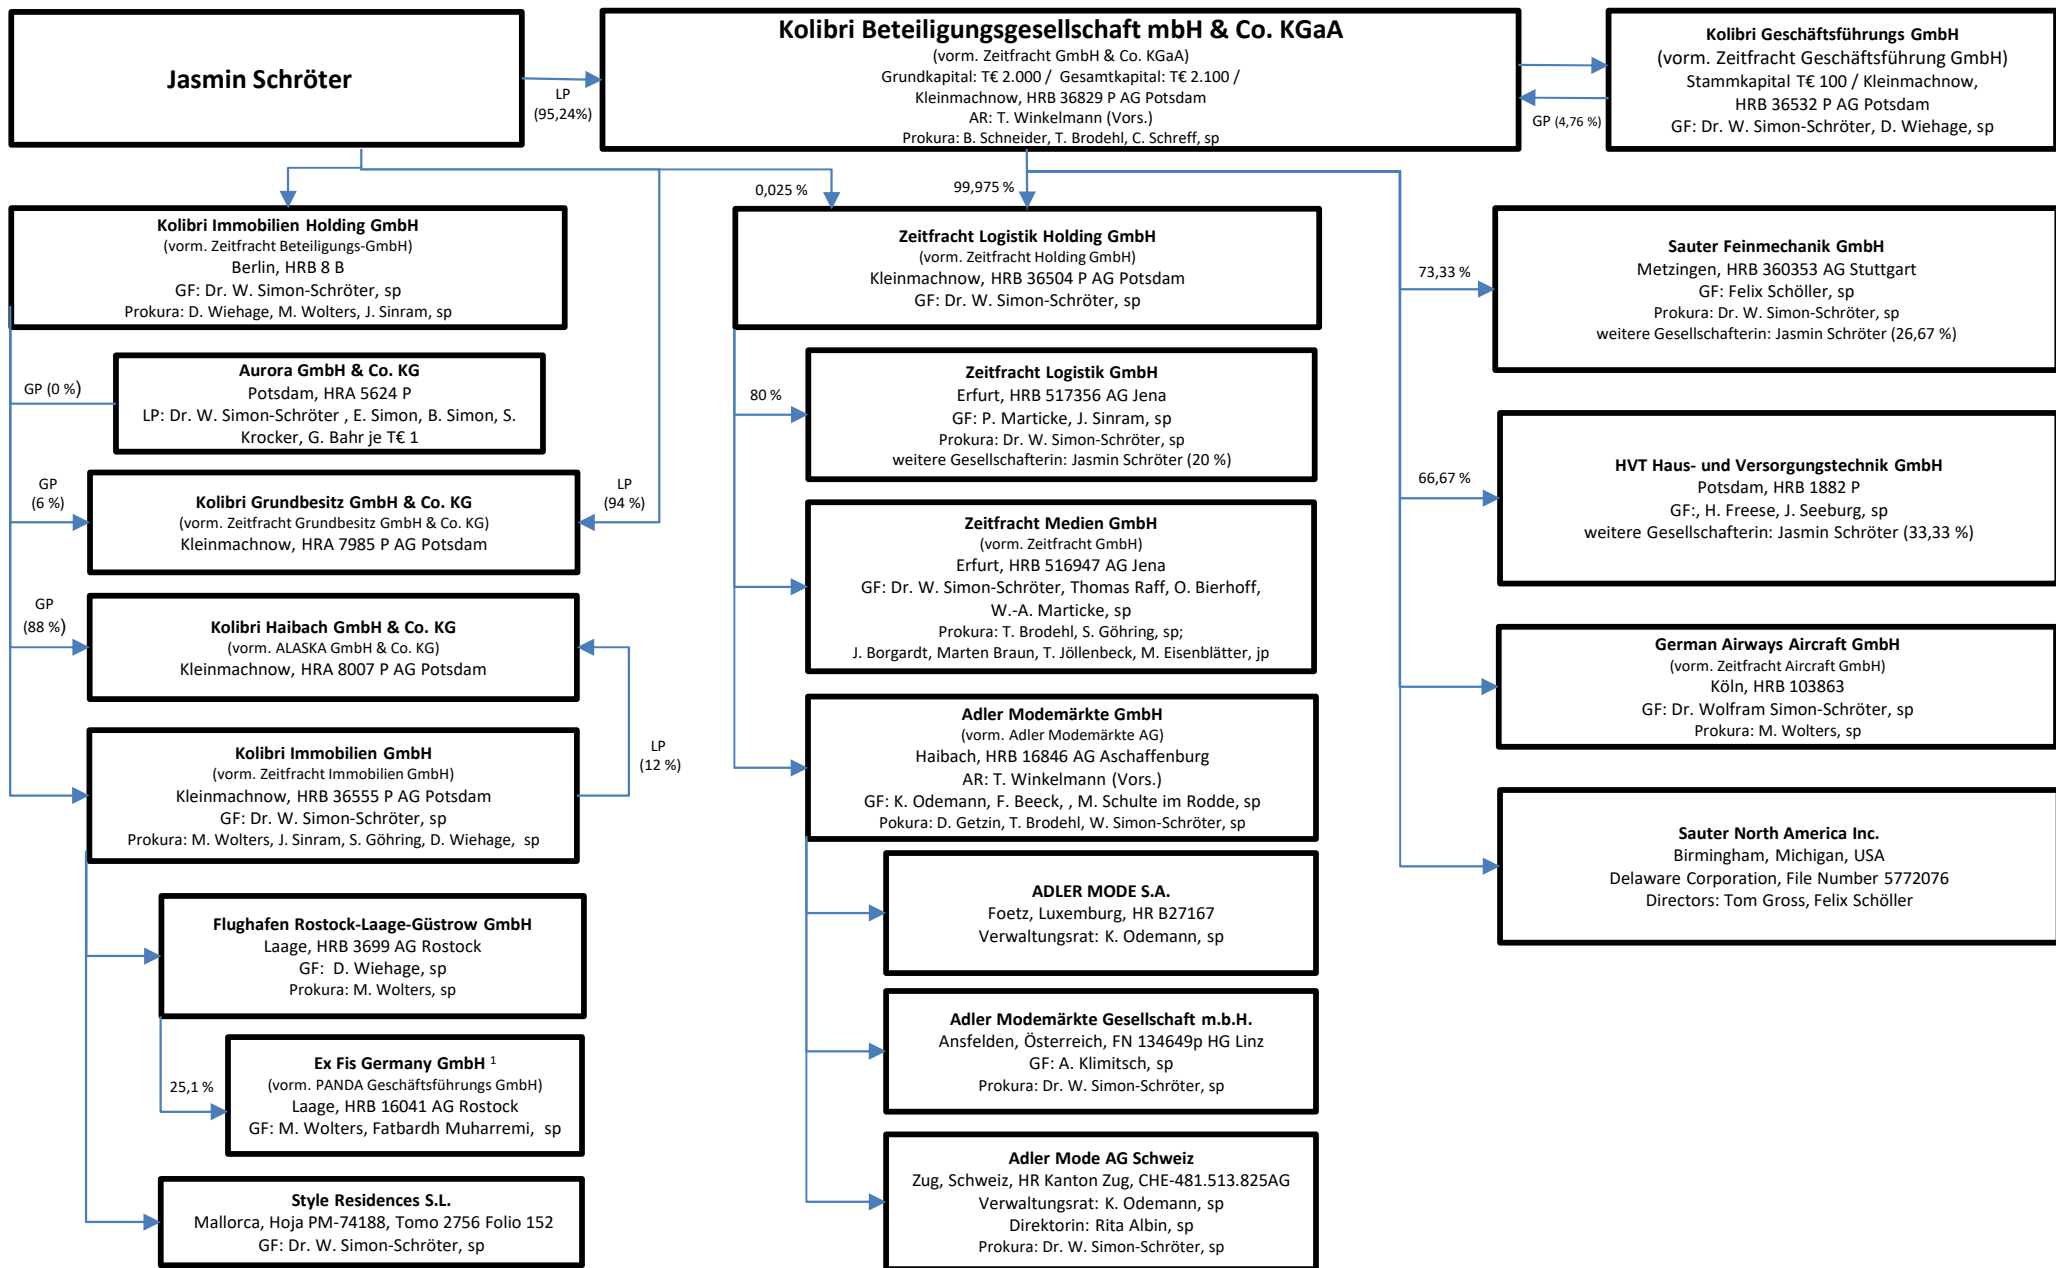 Jasmin Schröter
LP
(95,24%)
Kolibri Beteiligungsgesellschaft mbH & Co. KGaA
(vorm. Zeitfracht GmbH & Co. KGaA)
Grundkapital: T€ 2.000 / Gesamtkapital: T€ 2.100 /
Kleinmachnow, HRB 36829 P AG Potsdam
AR: T. Winkelmann (Vors.)
Prokura: B. Schneider, T. Brodehl, C. Schreff, sp
GP (4,76 %)
Kolibri Geschäftsführungs GmbH
(vorm. Zeitfracht Geschäftsführung GmbH)
Stammkapital T€ 100 / Kleinmachnow,
HRB 36532 P AG Potsdam
GF: Dr. W. Simon-Schröter, D. Wiehage, sp
Kolibri Immobilien Holding GmbH
(vorm. Zeitfracht Beteiligungs-GmbH)
Berlin, HRB 8 B
GF: Dr. W. Simon-Schröter, sp
Prokura: D. Wiehage, M. Wolters, J. Sinram, sp
GP (0 %)
Aurora GmbH & Co. KG
Potsdam, HRA 5624 P
LP: Dr. W. Simon-Schröter , E. Simon, B. Simon, S.
Krocker, G. Bahr je T€ 1
GP
(6 %)
Kolibri Grundbesitz GmbH & Co. KG
(vorm. Zeitfracht Grundbesitz GmbH & Co. KG)
Kleinmachnow, HRA 7985 P AG Potsdam
LP
(94 %)
GP
(88 %)
Kolibri Haibach GmbH & Co. KG
(vorm. ALASKA GmbH & Co. KG)
Kleinmachnow, HRA 8007 P AG Potsdam
Kolibri Immobilien GmbH
(vorm. Zeitfracht Immobilien GmbH)
Kleinmachnow, HRB 36555 P AG Potsdam
GF: Dr. W. Simon-Schröter, sp
Prokura: M. Wolters, J. Sinram, S. Göhring, D. Wiehage, sp
LP
(12 %)
Flughafen Rostock-Laage-Güstrow GmbH
Laage, HRB 3699 AG Rostock
GF: D. Wiehage, sp
Prokura: M. Wolters, sp
25,1 %
Ex Fis Germany GmbH ¹
(vorm. PANDA Geschäftsführungs GmbH)
Laage, HRB 16041 AG Rostock
GF: M. Wolters, Fatbardh Muharremi, sp
Style Residences S.L.
Mallorca, Hoja PM-74188, Tomo 2756 Folio 152
GF: Dr. W. Simon-Schröter, sp
0,025 %
99,975 %
Zeitfracht Logistik Holding GmbH
(vorm. Zeitfracht Holding GmbH)
Kleinmachnow, HRB 36504 P AG Potsdam
GF: Dr. W. Simon-Schröter, sp
80 %
Zeitfracht Logistik GmbH
Erfurt, HRB 517356 AG Jena
GF: P. Marticke, J. Sinram, sp
Prokura: Dr. W. Simon-Schröter, sp
weitere Gesellschafterin: Jasmin Schröter (20 %)
Zeitfracht Medien GmbH
(vorm. Zeitfracht GmbH)
Erfurt, HRB 516947 AG Jena
GF: Dr. W. Simon-Schröter, Thomas Raff, O. Bierhoff,
W.-A. Marticke, sp
Prokura: T. Brodehl, S. Göhring, sp;
J. Borgardt, Marten Braun, T. Jöllenbeck, M. Eisenblätter, jp
Adler Modemärkte GmbH
(vorm. Adler Modemärkte AG)
Haibach, HRB 16846 AG Aschaffenburg
AR: T. Winkelmann (Vors.)
GF: K. Odemann, F. Beeck, , M. Schulte im Rodde, sp
Pokura: D. Getzin, T. Brodehl, W. Simon-Schröter, sp
ADLER MODE S.A.
Foetz, Luxemburg, HR B27167
Verwaltungsrat: K. Odemann, sp
Adler Modemärkte Gesellschaft m.b.H.
Ansfelden, Österreich, FN 134649p HG Linz
GF: A. Klimitsch, sp
Prokura: Dr. W. Simon-Schröter, sp
Adler Mode AG Schweiz
Zug, Schweiz, HR Kanton Zug, CHE-481.513.825AG
Verwaltungsrat: K. Odemann, sp
Direktorin: Rita Albin, sp
Prokura: Dr. W. Simon-Schröter, sp
73,33 %
Sauter Feinmechanik GmbH
Metzingen, HRB 360353 AG Stuttgart
GF: Felix Schöller, sp
Prokura: Dr. W. Simon-Schröter, sp
weitere Gesellschafterin: Jasmin Schröter (26,67 %)
66,67 %
HVT Haus- und Versorgungstechnik GmbH
Potsdam, HRB 1882 P
GF:, H. Freese, J. Seeburg, sp
weitere Gesellschafterin: Jasmin Schröter (33,33 %)
German Airways Aircraft GmbH
(vorm. Zeitfracht Aircraft GmbH)
Köln, HRB 103863
GF: Dr. Wolfram Simon-Schröter, sp
Prokura: M. Wolters, sp
Sauter North America Inc.
Birmingham, Michigan, USA
Delaware Corporation, File Number 5772076
Directors: Tom Gross, Felix Schöller